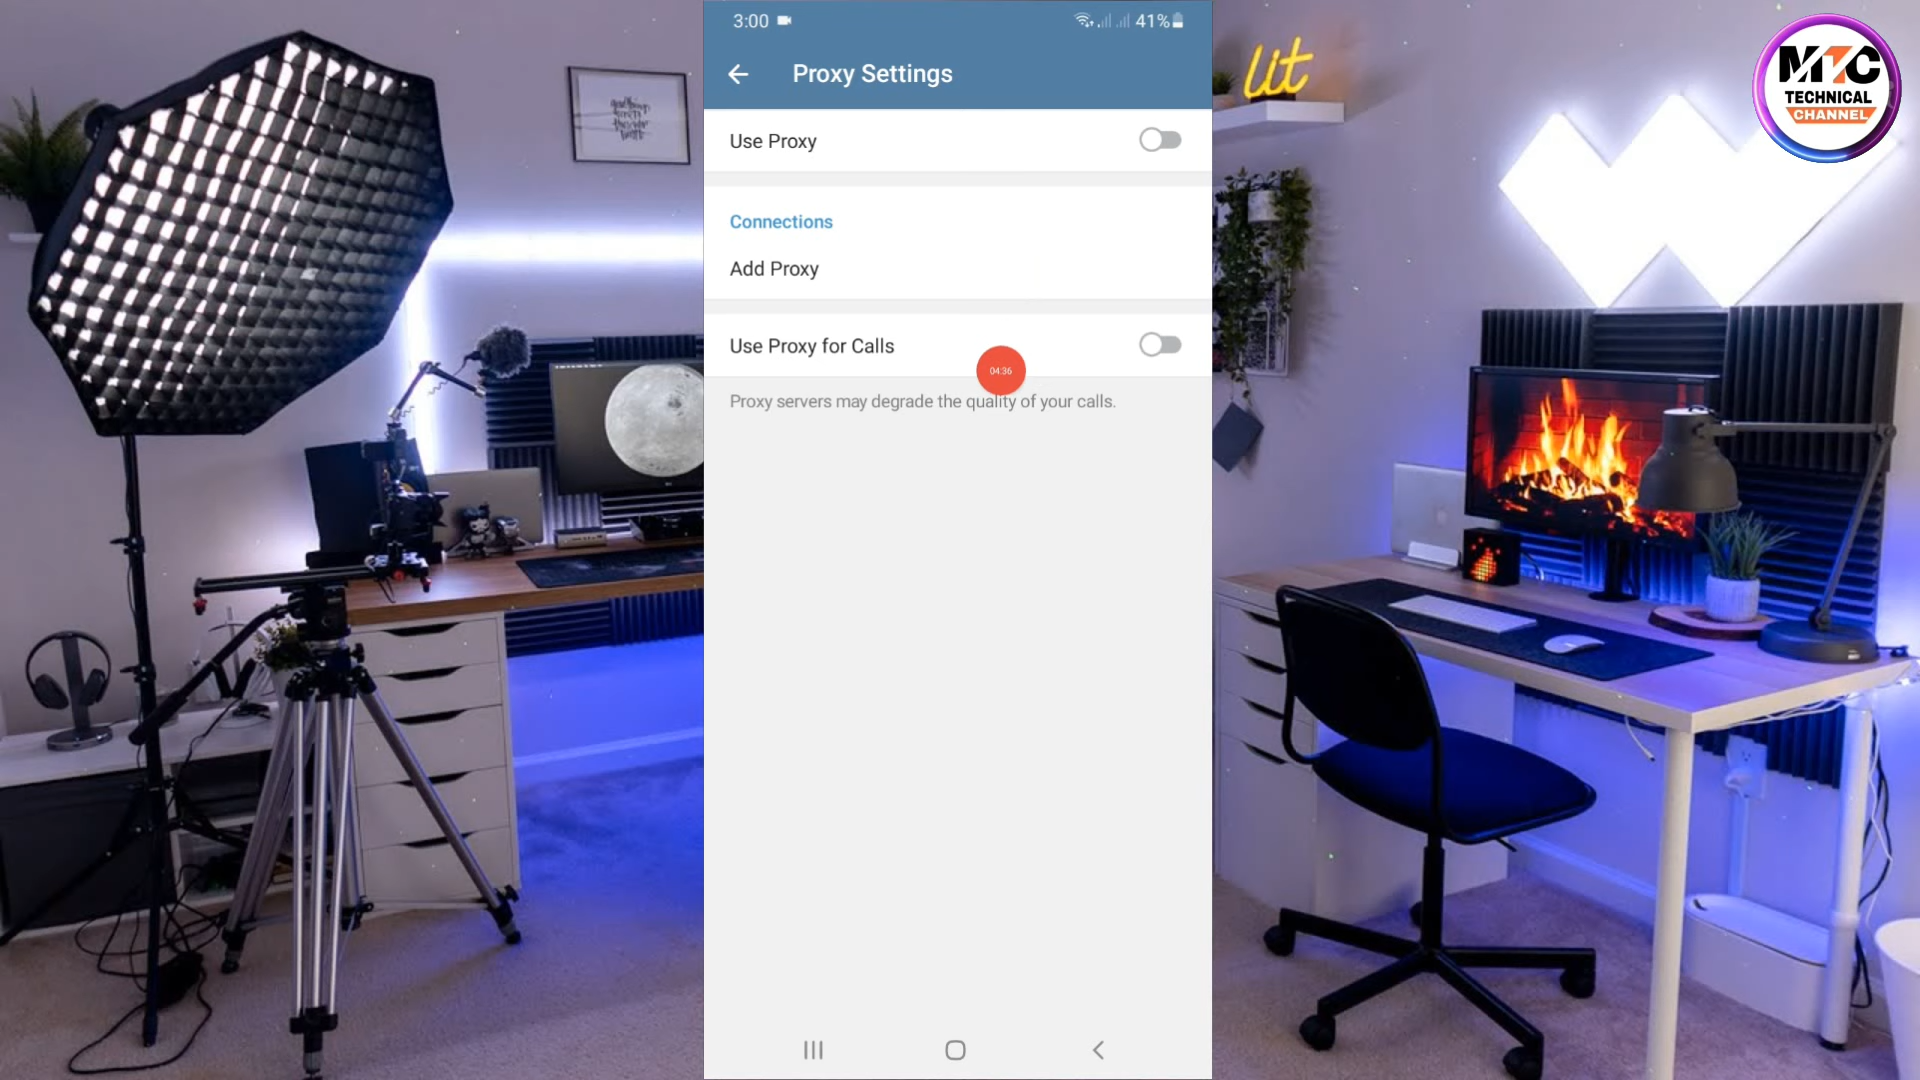 3:00
41%
Proxy Settings
Use Proxy
Connections
Add Proxy
Use Proxy for Calls
04:36
Proxy servers may degrade the quality of your calls.
lit
MTC
TECHNICAL
CHANNEL